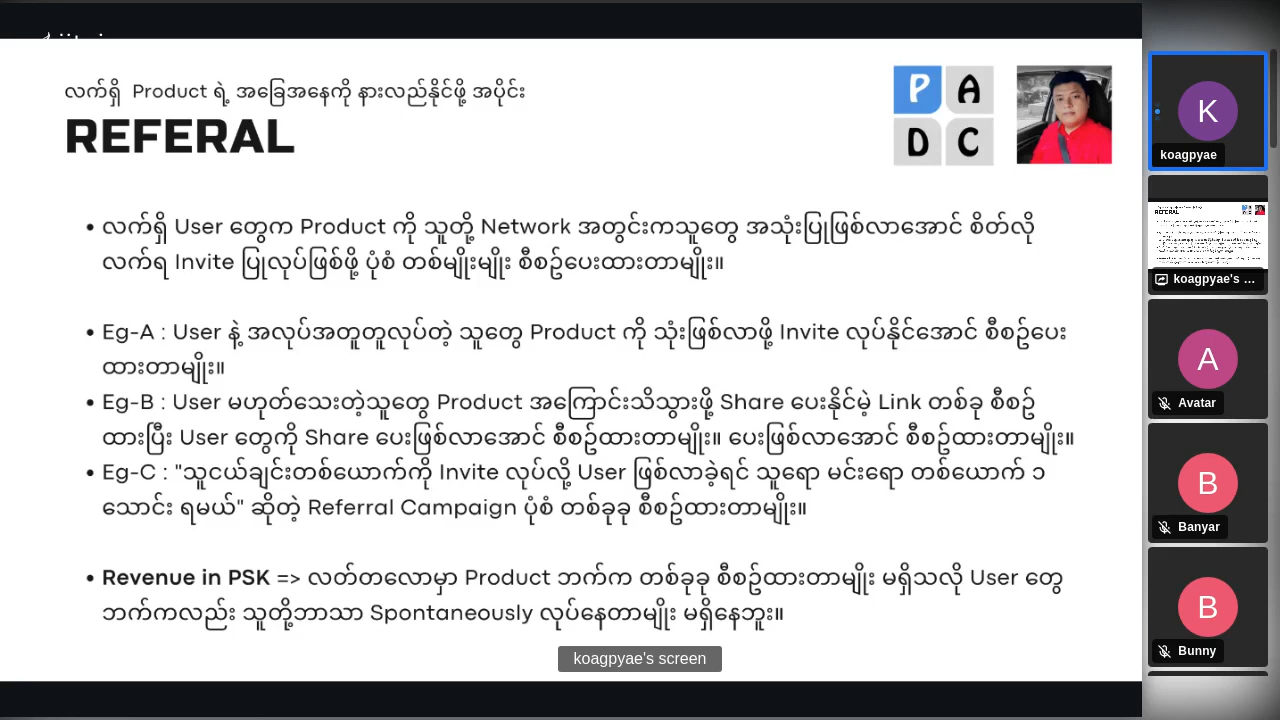 လက်ရှိ Product ရဲ့ အခြေအနေကို နားလည်နိုင်ဖို့ အပိုင်း
REFERAL
P A
D C
• လက်ရှိ User တွေက Product ကို သူတို့ Network အတွင်းကသူတွေ အသုံးပြုဖြစ်လာအောင် စိတ်လို
လက်ရ Invite ပြုလုပ်ဖြစ်ဖို့ ပုံစံ တစ်မျိုးမျိုး စီစဥ်ပေးထားတာမျိုး။
• Eg-A : User နဲ့ အလုပ်အတူတူလုပ်တဲ့ သူတွေ Product ကို သုံးဖြစ်လာဖို့ Invite လုပ်နိုင်အောင် စီစဥ်ပေး
ထားတာမျိုး။
• Eg-B : User မဟုတ်သေးတဲ့သူတွေ Product အကြောင်းသိသွားဖို့ Share ပေးနိုင်မဲ့ Link တစ်ခု စီစဥ်
ထားပြီး User တွေကို Share ပေးဖြစ်လာအောင် စီစဥ်ထားတာမျိုး။ ပေးဖြစ်လာအောင် စီစဥ်ထားတာမျိုး။
• Eg-C : "သူငယ်ချင်းတစ်ယောက်ကို Invite လုပ်လို့ User ဖြစ်လာခဲ့ရင် သူရော မင်းရော တစ်ယောက် ၁
သောင်း ရမယ်" ဆိုတဲ့ Referral Campaign ပုံစံ တစ်ခုခု စီစဥ်ထားတာမျိုး။
• Revenue in PSK => လတ်တလောမှာ Product ဘက်က တစ်ခုခု စီစဥ်ထားတာမျိုး မရှိသလို User တွေ
ဘက်ကလည်း သူတို့ဘာသာ Spontaneously လုပ်နေတာမျိုး မရှိနေဘူး။
koagpyae's screen
K
koagpyae
REFERAL
koagpyae's ...
A
Avatar
B
Banyar
B
Bunny